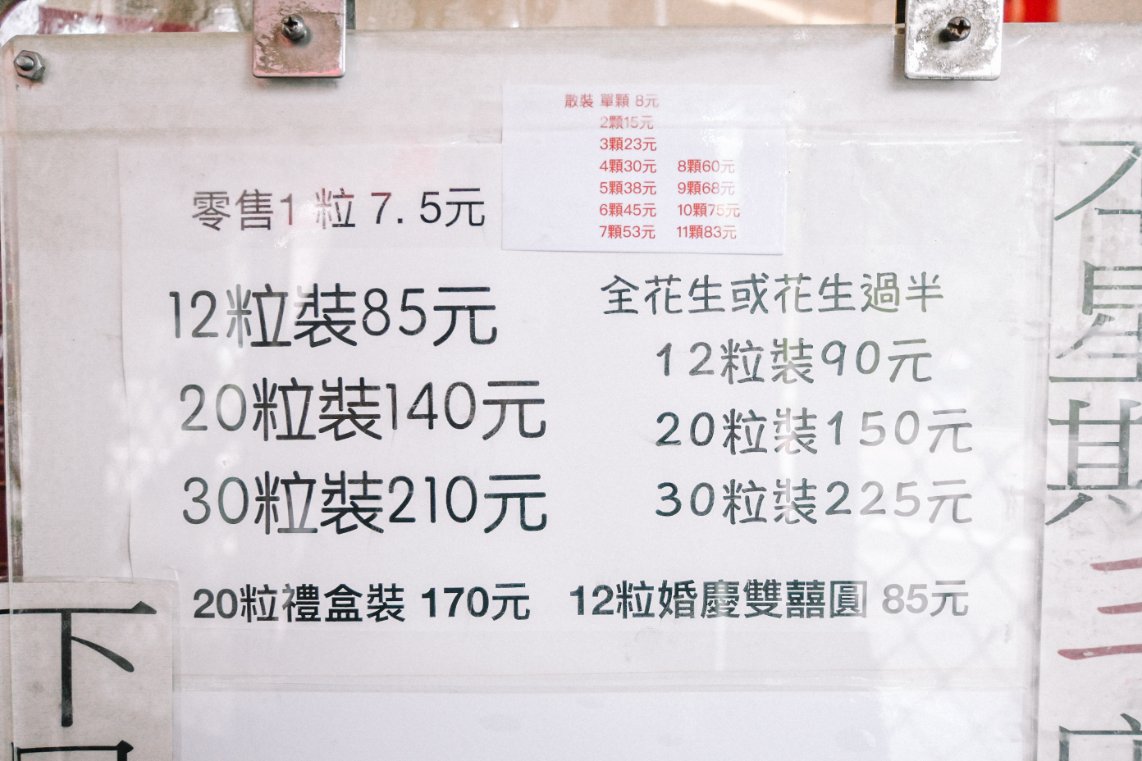 散裝 單顆 8元
2顆15元
3顆23元
4顆30元 8顆60元
5顆38元 9顆68元
6顆45元 10顆75元
7顆53元 11顆83元
零售1 粒 7.5元
12粒裝85元
20粒裝140元
30粒裝210元
全花生或花生過半
12粒裝90元
20粒裝150元
30粒裝225元
20粒禮盒裝 170元 12粒婚慶雙囍圓 85元
下
星期三